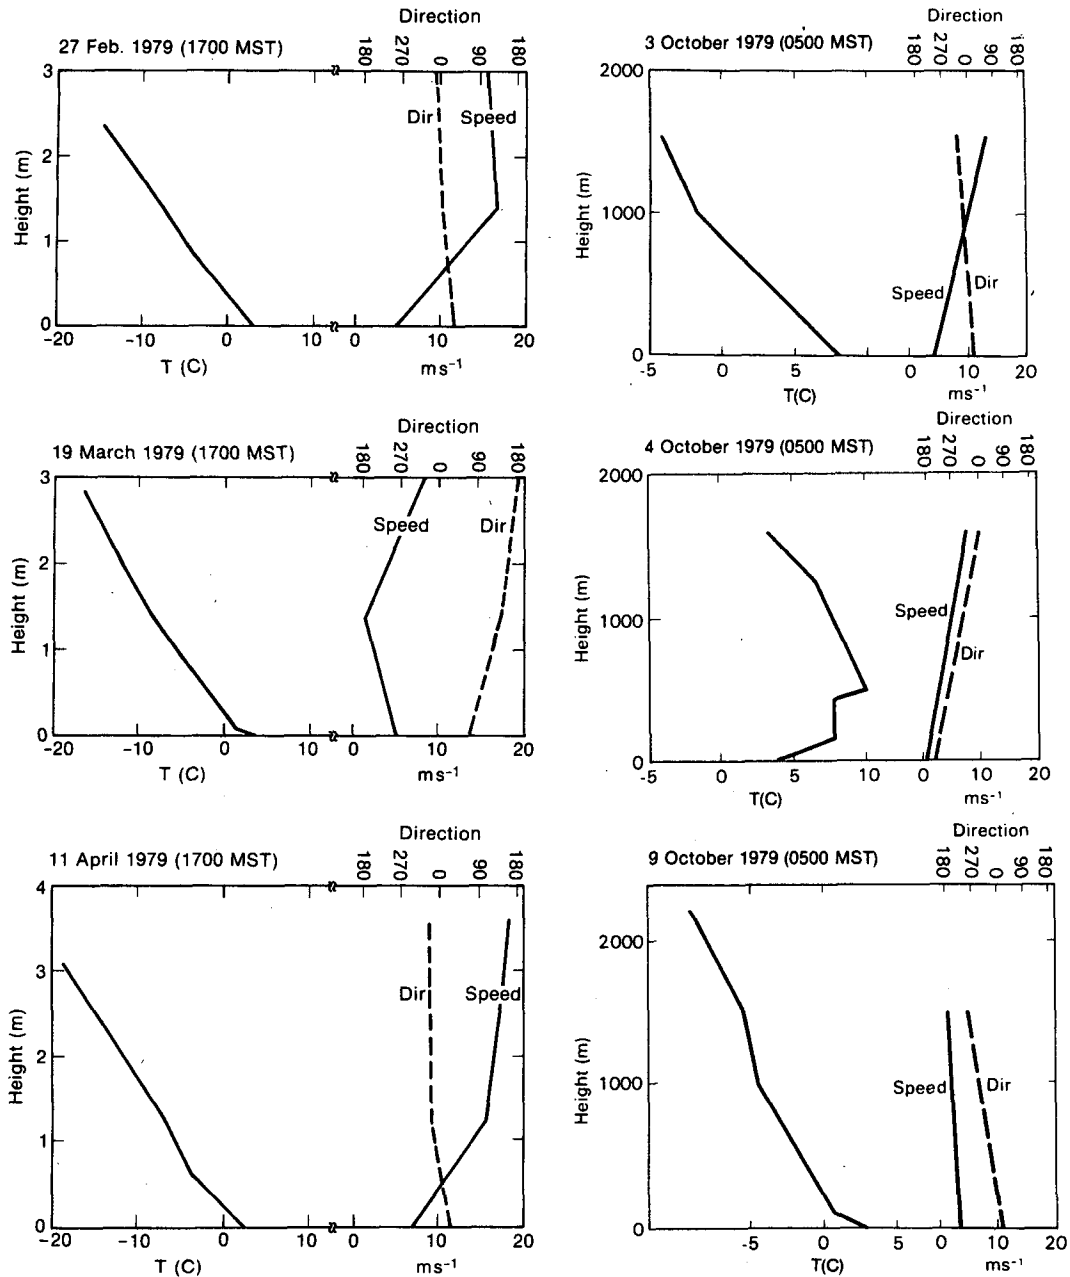 Direction
27 Feb. 1979 (1700 MST)
180 270 0 90 180
3
2
1
0
Height (m)
Dir
Speed
-20 -10 0 10 0 10 20
T (C)
ms⁻¹
Direction
3 October 1979 (0500 MST)
180 270 0 90 180
2000
1000
0
Height (m)
Speed
Dir
-5 0 5 0 10 20
T(C)
ms⁻¹
Direction
19 March 1979 (1700 MST)
180 270 0 90 180
3
2
1
0
Height (m)
Speed
Dir
-20 -10 0 10 0 10 20
T (C)
ms⁻¹
Direction
4 October 1979 (0500 MST)
180 270 0 90 180
2000
1000
0
Height (m)
Speed
Dir
-5 0 5 10 0 10 20
T(C)
ms⁻¹
Direction
11 April 1979 (1700 MST)
180 270 0 90 180
4
3
2
1
0
Height (m)
Dir
Speed
-20 -10 0 10 0 10 20
T (C)
ms⁻¹
Direction
9 October 1979 (0500 MST)
180 270 0 90 180
2000
1000
0
Height (m)
Speed
Dir
-5 0 5 0 10 20
T(C)
ms⁻¹